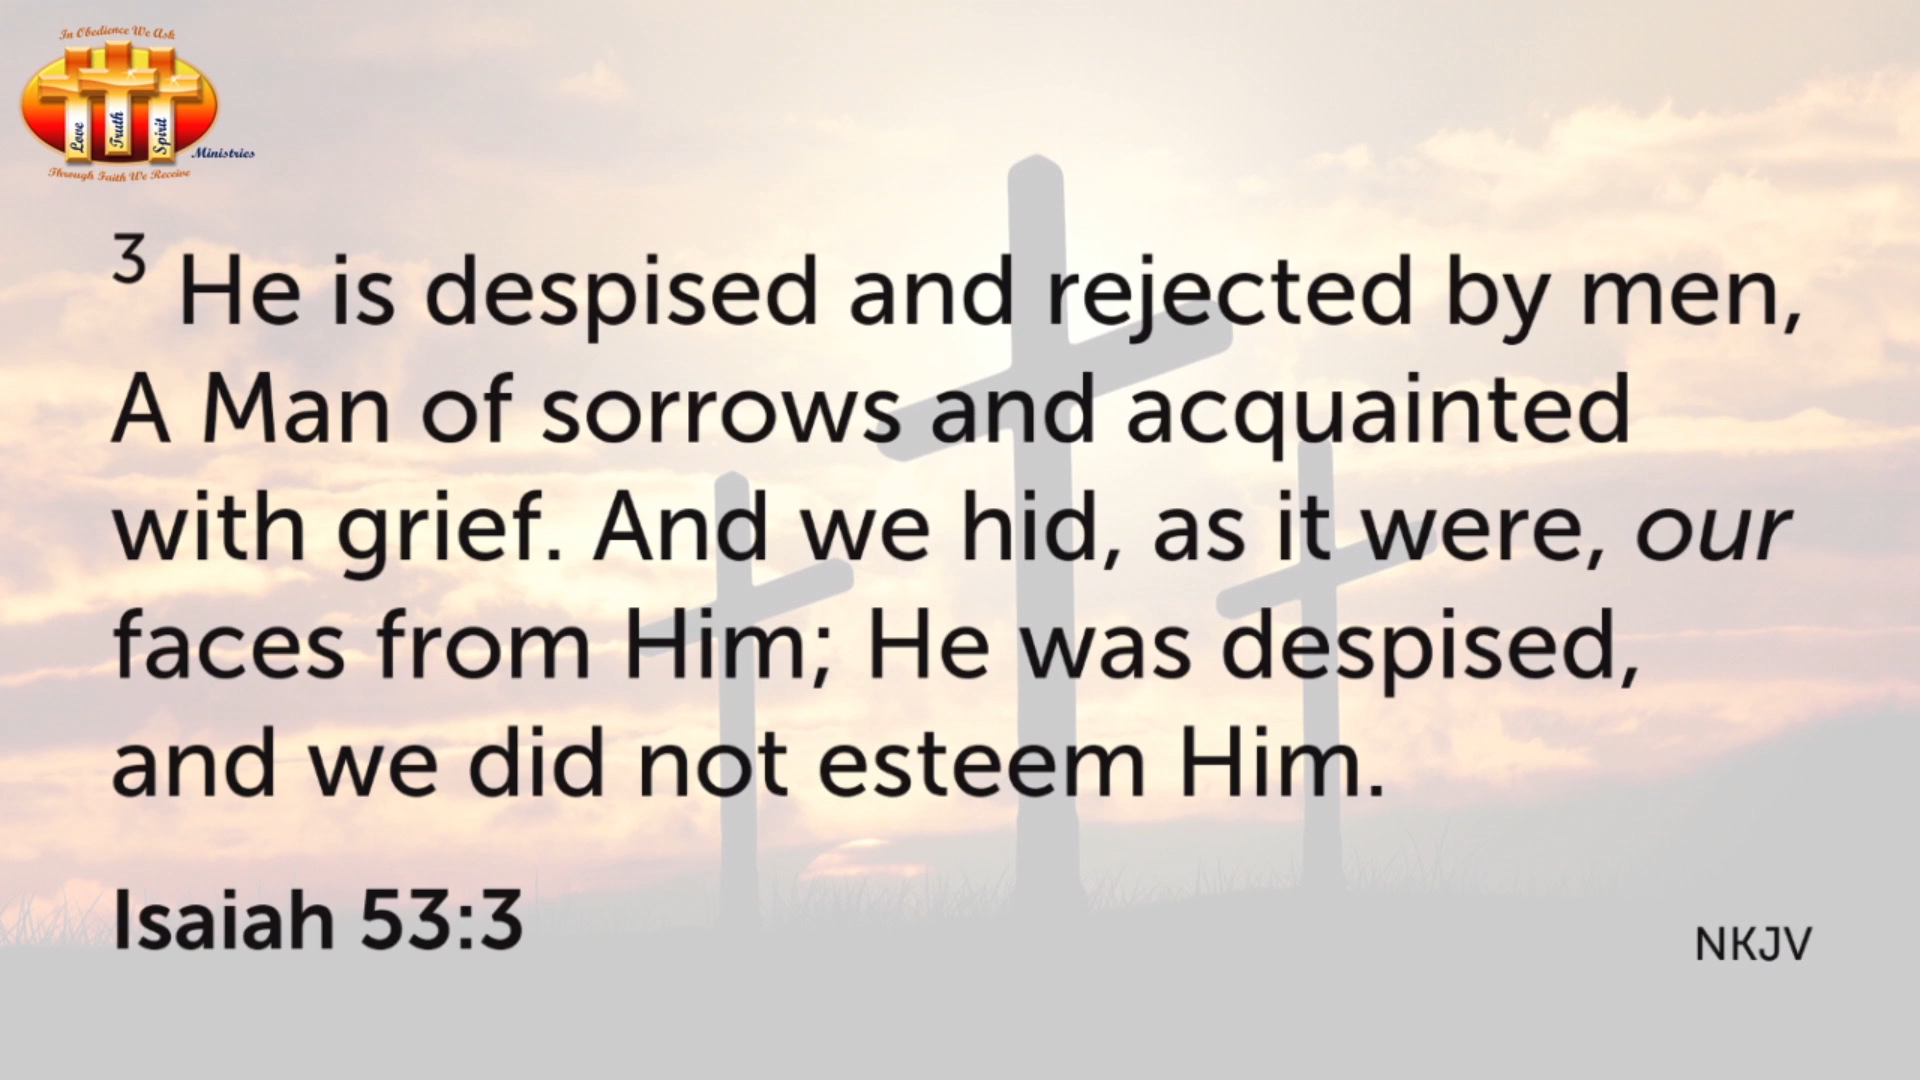 In Obedience We Ask
Love
Truth
Spirit
Ministries
Through Faith We Receive
3 He is despised and rejected by men,
A Man of sorrows and acquainted
with grief. And we hid, as it were, our
faces from Him; He was despised,
and we did not esteem Him.
Isaiah 53:3
NKJV